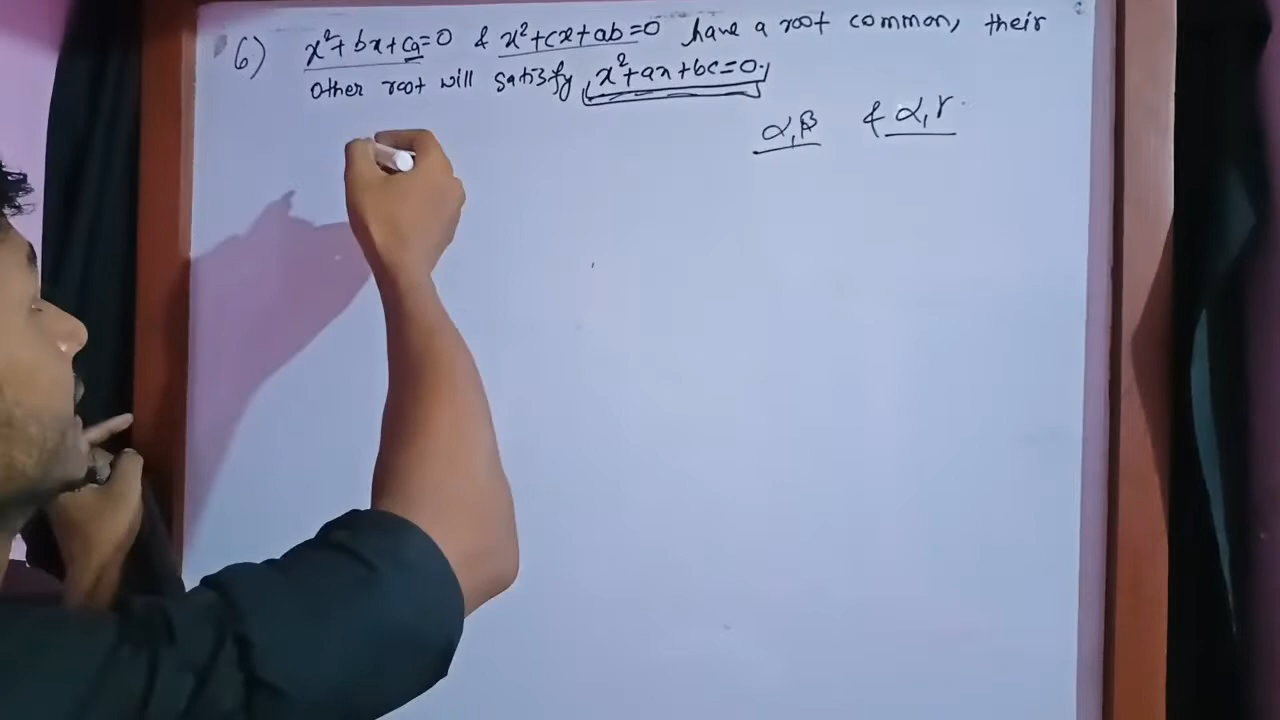 6) x²+bx+ca=0 & x²+cx+ab=0 have a root common, their
other root will satisfy x²+ax+bc=0.
α,β & α,γ